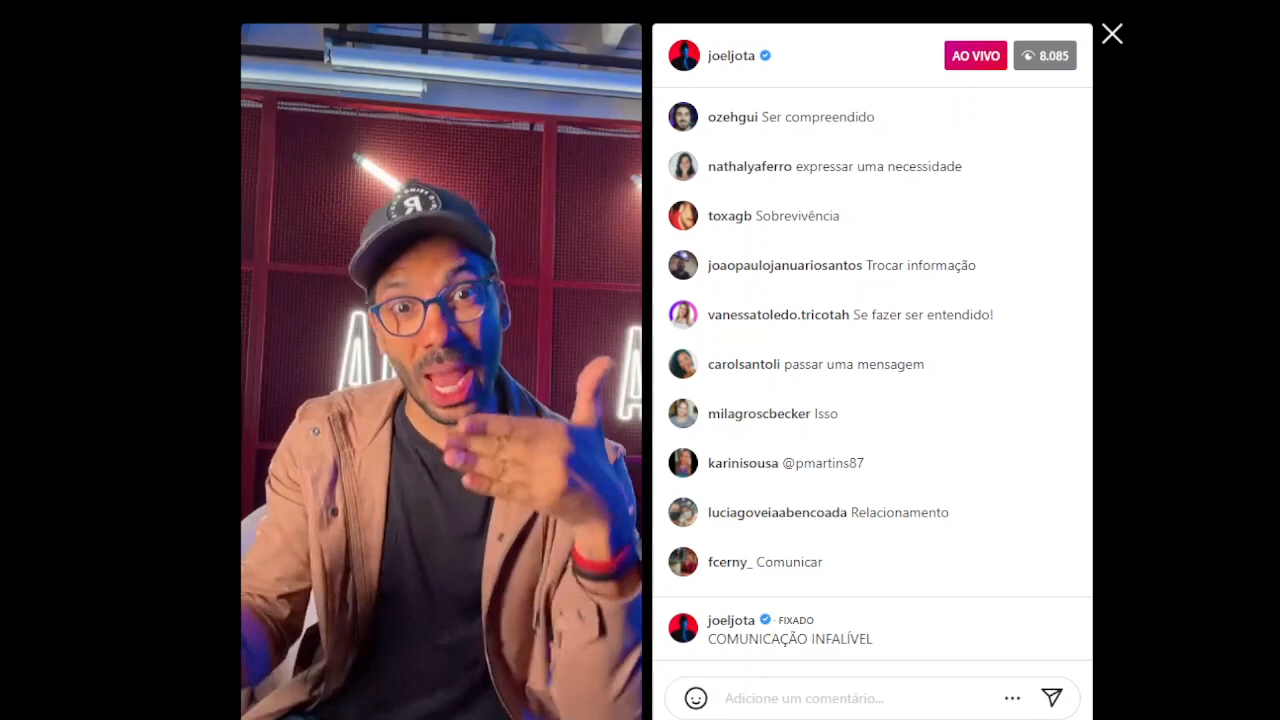 joeljota
AO VIVO
8.085
ozehgui Ser compreendido
nathalyaferro expressar uma necessidade
toxagb Sobrevivência
joaopaulojanuariosantos Trocar informação
vanessatoledo.tricotah Se fazer ser entendido!
carolsantoli passar uma mensagem
milagroscbecker Isso
karinisousa @pmartins87
luciagoveiaabencoada Relacionamento
fcerny_ Comunicar
joeljota · FIXADO
COMUNICAÇÃO INFALÍVEL
Adicione um comentário...